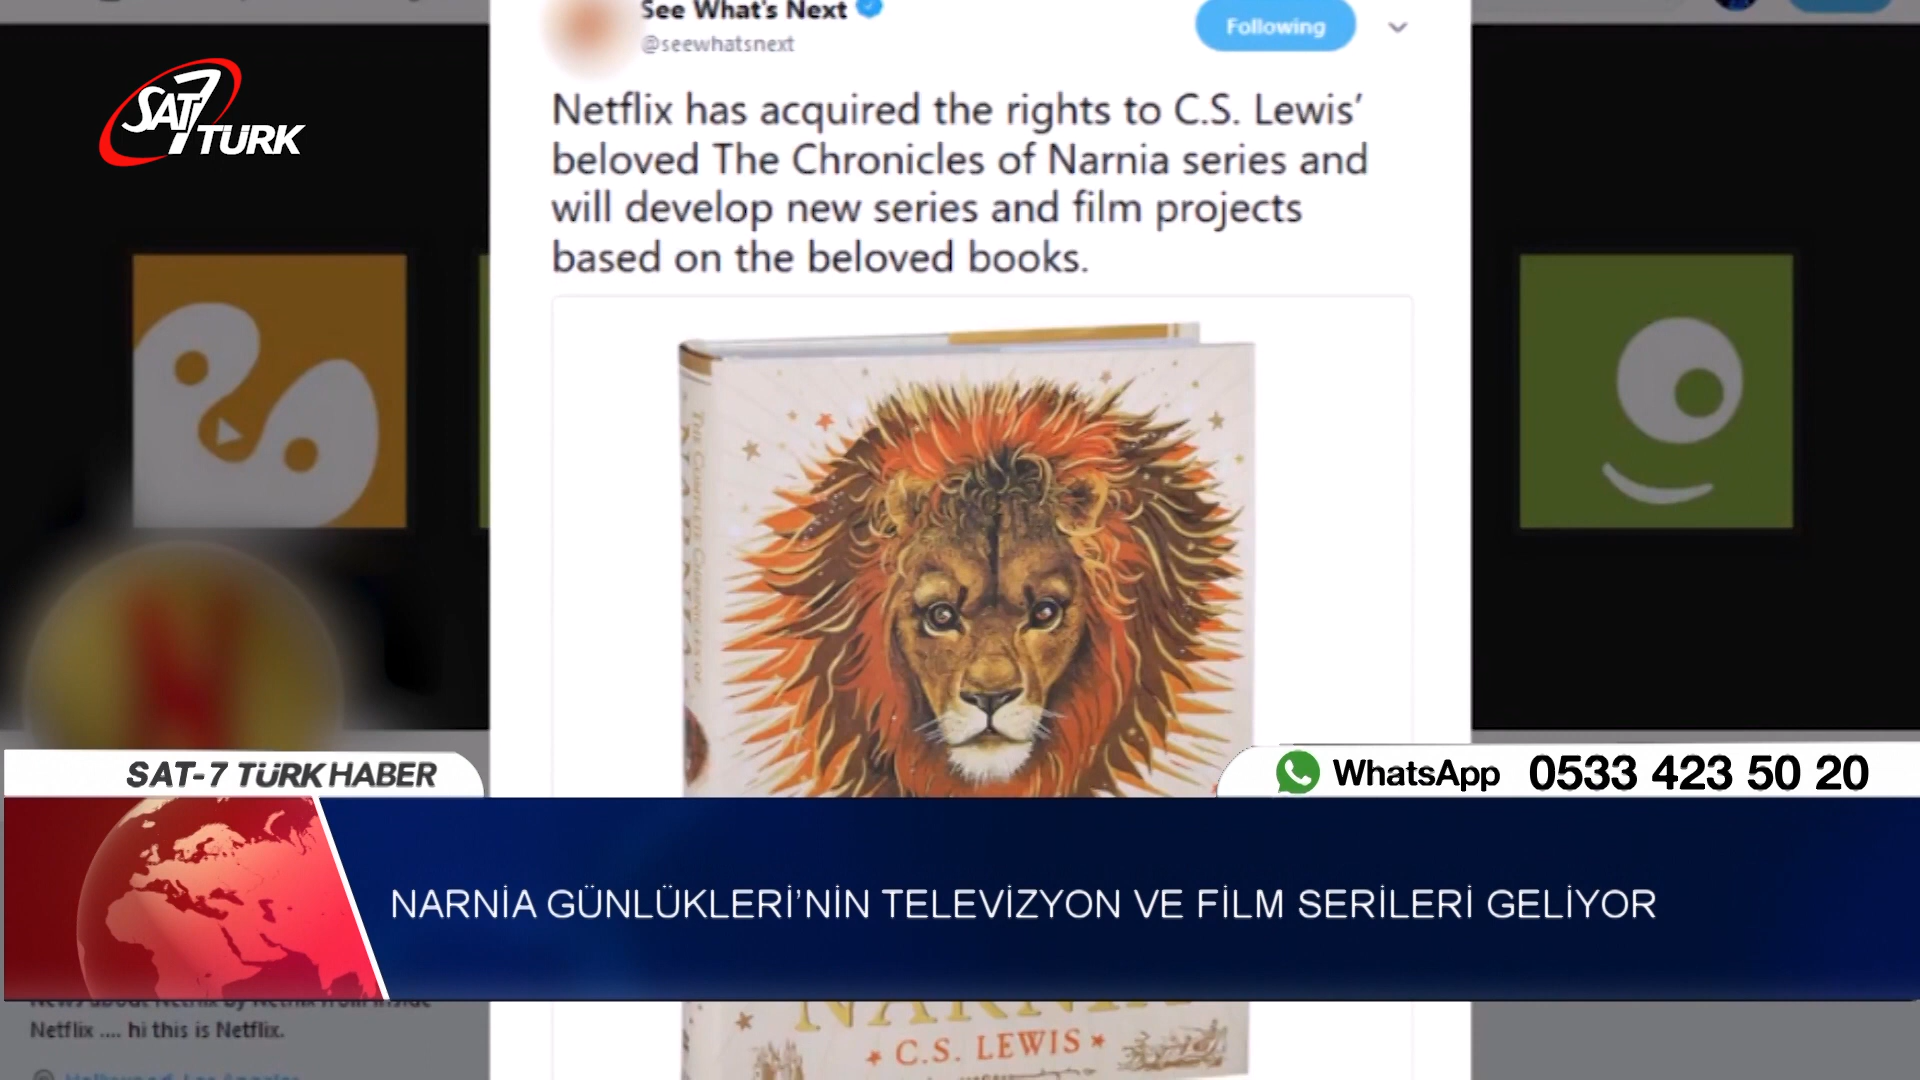 See What's Next
@seewhatsnext
Following
SAT7
TÜRK
Netflix has acquired the rights to C.S. Lewis’
beloved The Chronicles of Narnia series and
will develop new series and film projects
based on the beloved books.
SAT-7 TÜRK HABER
WhatsApp 0533 423 50 20
NARNİA GÜNLÜKLERİ’NİN TELEVİZYON VE FİLM SERİLERİ GELİYOR
NARNIA
C.S. LEWIS
Netflix .... hi this is Netflix.